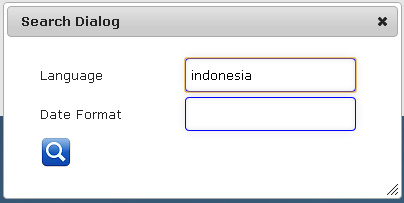 Search Dialog
Language
indonesia
Date Format